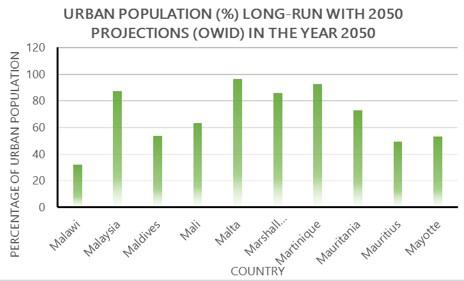 URBAN POPULATION (%) LONG-RUN WITH 2050
PROJECTIONS (OWID) IN THE YEAR 2050
PERCENTAGE OF URBAN POPULATION
120
100
80
60
40
20
0
Malawi
Malaysia
Maldives
Mali
Malta
Marshall...
Martinique
Mauritania
Mauritius
Mayotte
COUNTRY